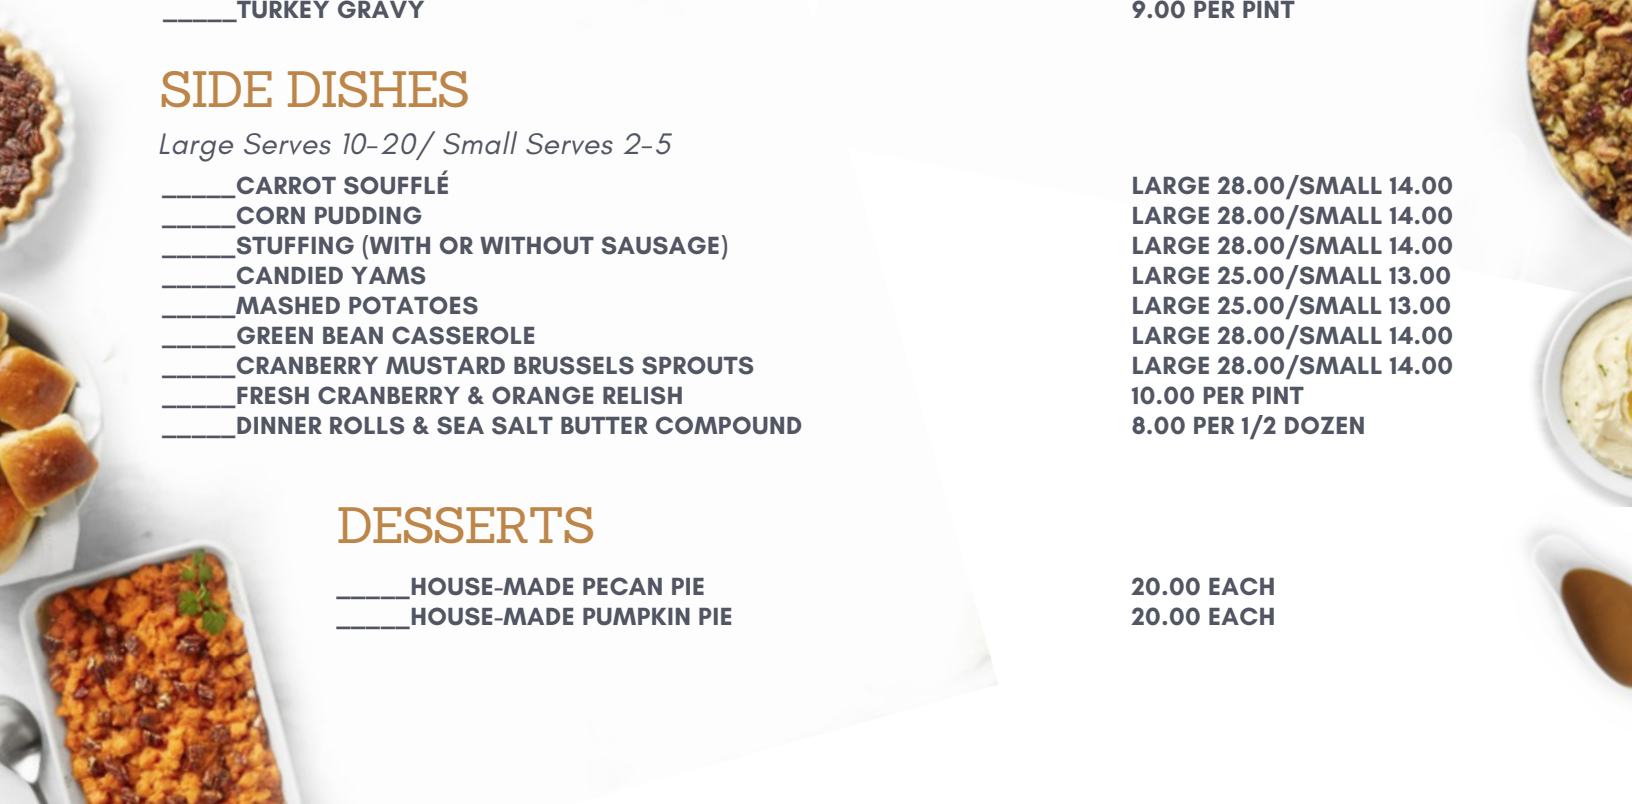 _____TURKEY GRAVY 9.00 PER PINT
SIDE DISHES
Large Serves 10-20/ Small Serves 2-5
_____CARROT SOUFFLÉ LARGE 28.00/SMALL 14.00
_____CORN PUDDING LARGE 28.00/SMALL 14.00
_____STUFFING (WITH OR WITHOUT SAUSAGE) LARGE 28.00/SMALL 14.00
_____CANDIED YAMS LARGE 25.00/SMALL 13.00
_____MASHED POTATOES LARGE 25.00/SMALL 13.00
_____GREEN BEAN CASSEROLE LARGE 28.00/SMALL 14.00
_____CRANBERRY MUSTARD BRUSSELS SPROUTS LARGE 28.00/SMALL 14.00
_____FRESH CRANBERRY & ORANGE RELISH 10.00 PER PINT
_____DINNER ROLLS & SEA SALT BUTTER COMPOUND 8.00 PER 1/2 DOZEN
DESSERTS
_____HOUSE-MADE PECAN PIE 20.00 EACH
_____HOUSE-MADE PUMPKIN PIE 20.00 EACH